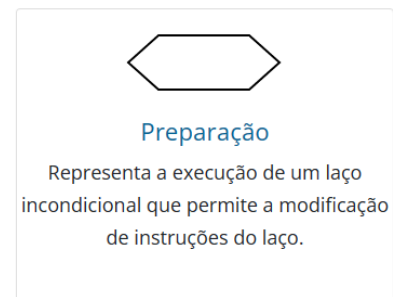 Preparação
Representa a execução de um laço
incondicional que permite a modificação
de instruções do laço.